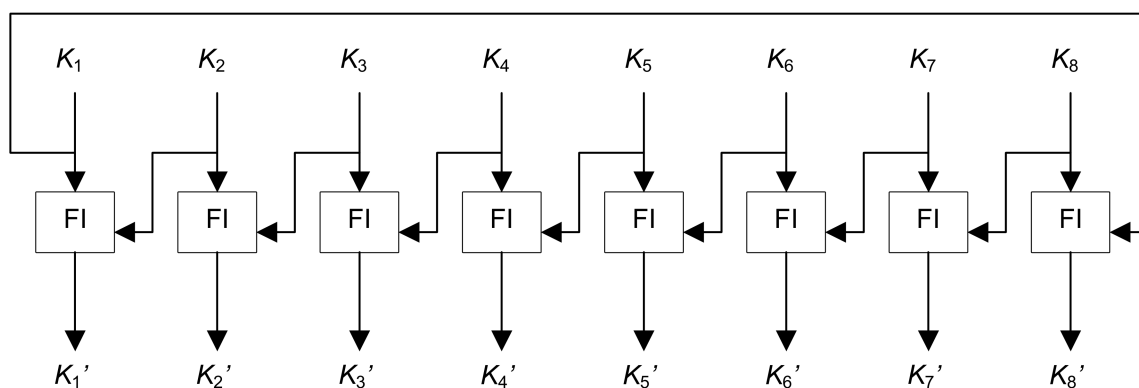 K₁ K₂ K₃ K₄ K₅ K₆ K₇ K₈
FI FI FI FI FI FI FI FI
K₁’ K₂’ K₃’ K₄’ K₅’ K₆’ K₇’ K₈’